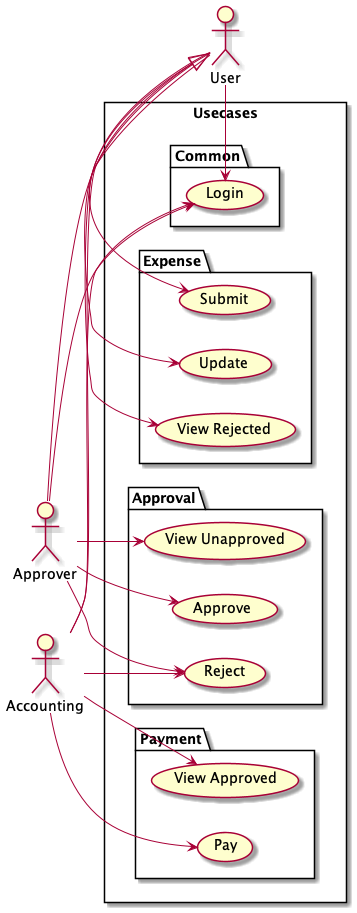 User
Usecases
Common
Login
Expense
Submit
Update
View Rejected
Approval
View Unapproved
Approver
Approve
Reject
Accounting
Payment
View Approved
Pay